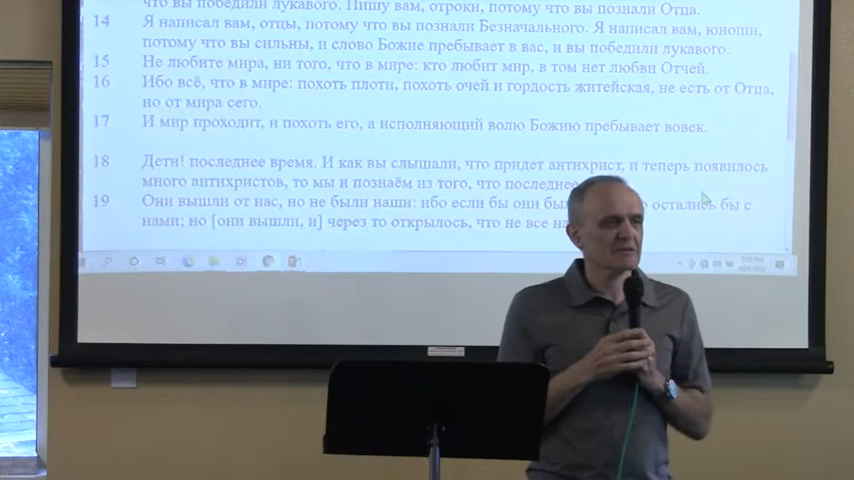 что вы победили лукавого. Пишу вам, отроки, потому что вы познали Отца.
14 Я написал вам, отцы, потому что вы познали Безначального. Я написал вам, юноши,
потому что вы сильны, и слово Божие пребывает в вас, и вы победили лукавого.
15 Не любите мира, ни того, что в мире: кто любит мир, в том нет любви Отчей.
16 Ибо всё, что в мире: похоть плоти, похоть очей и гордость житейская, не есть от Отца,
но от мира сего.
17 И мир проходит, и похоть его, а исполняющий волю Божию пребывает вовек.
18 Дети! последнее время. И как вы слышали, что придет антихрист, и теперь появилось
много антихристов, то мы и познаём из того, что последнее
19 Они вышли от нас, но не были наши: ибо если бы они остались бы с
нами; но [они вышли, и] через то открылось, что не все